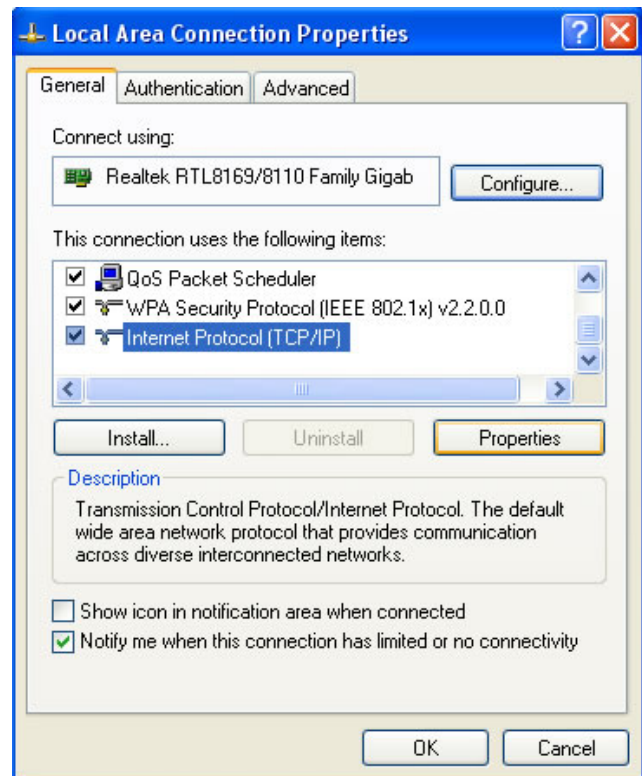 Local Area Connection Properties
General
Authentication
Advanced
Connect using:
Realtek RTL8169/8110 Family Gigab
Configure...
This connection uses the following items:
QoS Packet Scheduler
WPA Security Protocol (IEEE 802.1x) v2.2.0.0
Internet Protocol (TCP/IP)
Install...
Uninstall
Properties
Description
Transmission Control Protocol/Internet Protocol. The default
wide area network protocol that provides communication
across diverse interconnected networks.
Show icon in notification area when connected
Notify me when this connection has limited or no connectivity
OK
Cancel